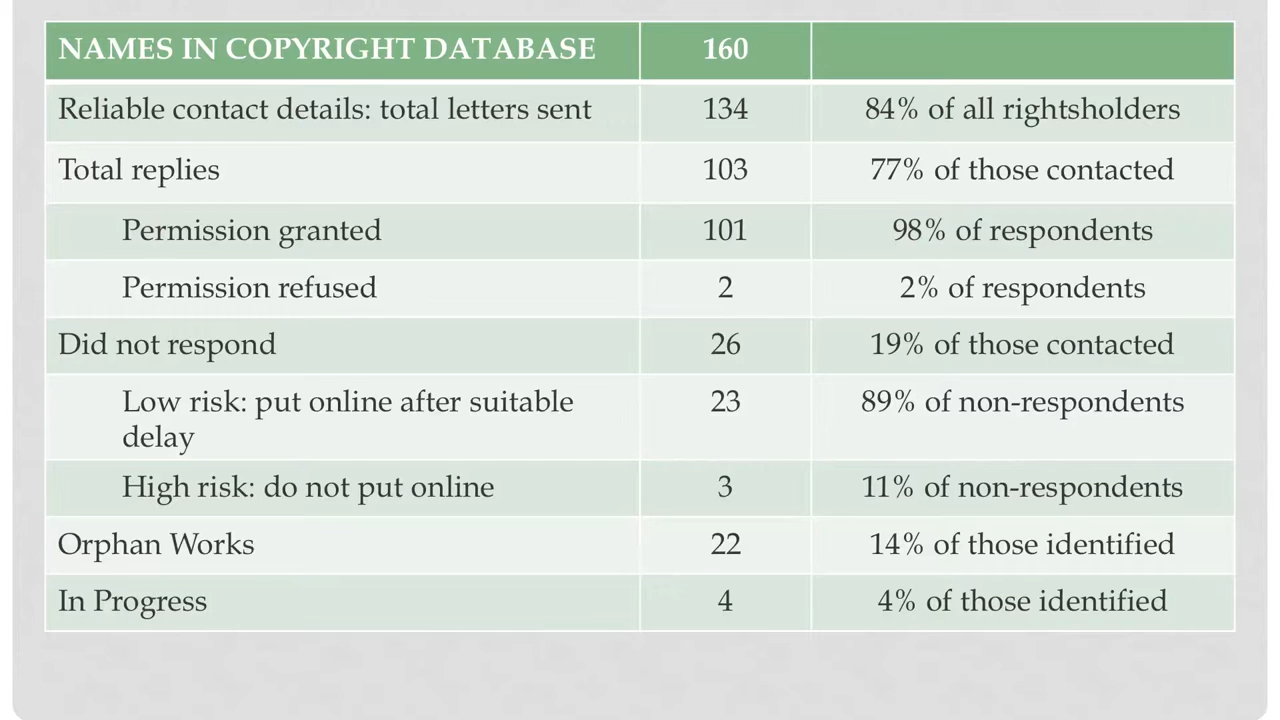 NAMES IN COPYRIGHT DATABASE 160
Reliable contact details: total letters sent 134 84% of all rightsholders
Total replies 103 77% of those contacted
Permission granted 101 98% of respondents
Permission refused 2 2% of respondents
Did not respond 26 19% of those contacted
Low risk: put online after suitable 23 89% of non-respondents
delay
High risk: do not put online 3 11% of non-respondents
Orphan Works 22 14% of those identified
In Progress 4 4% of those identified